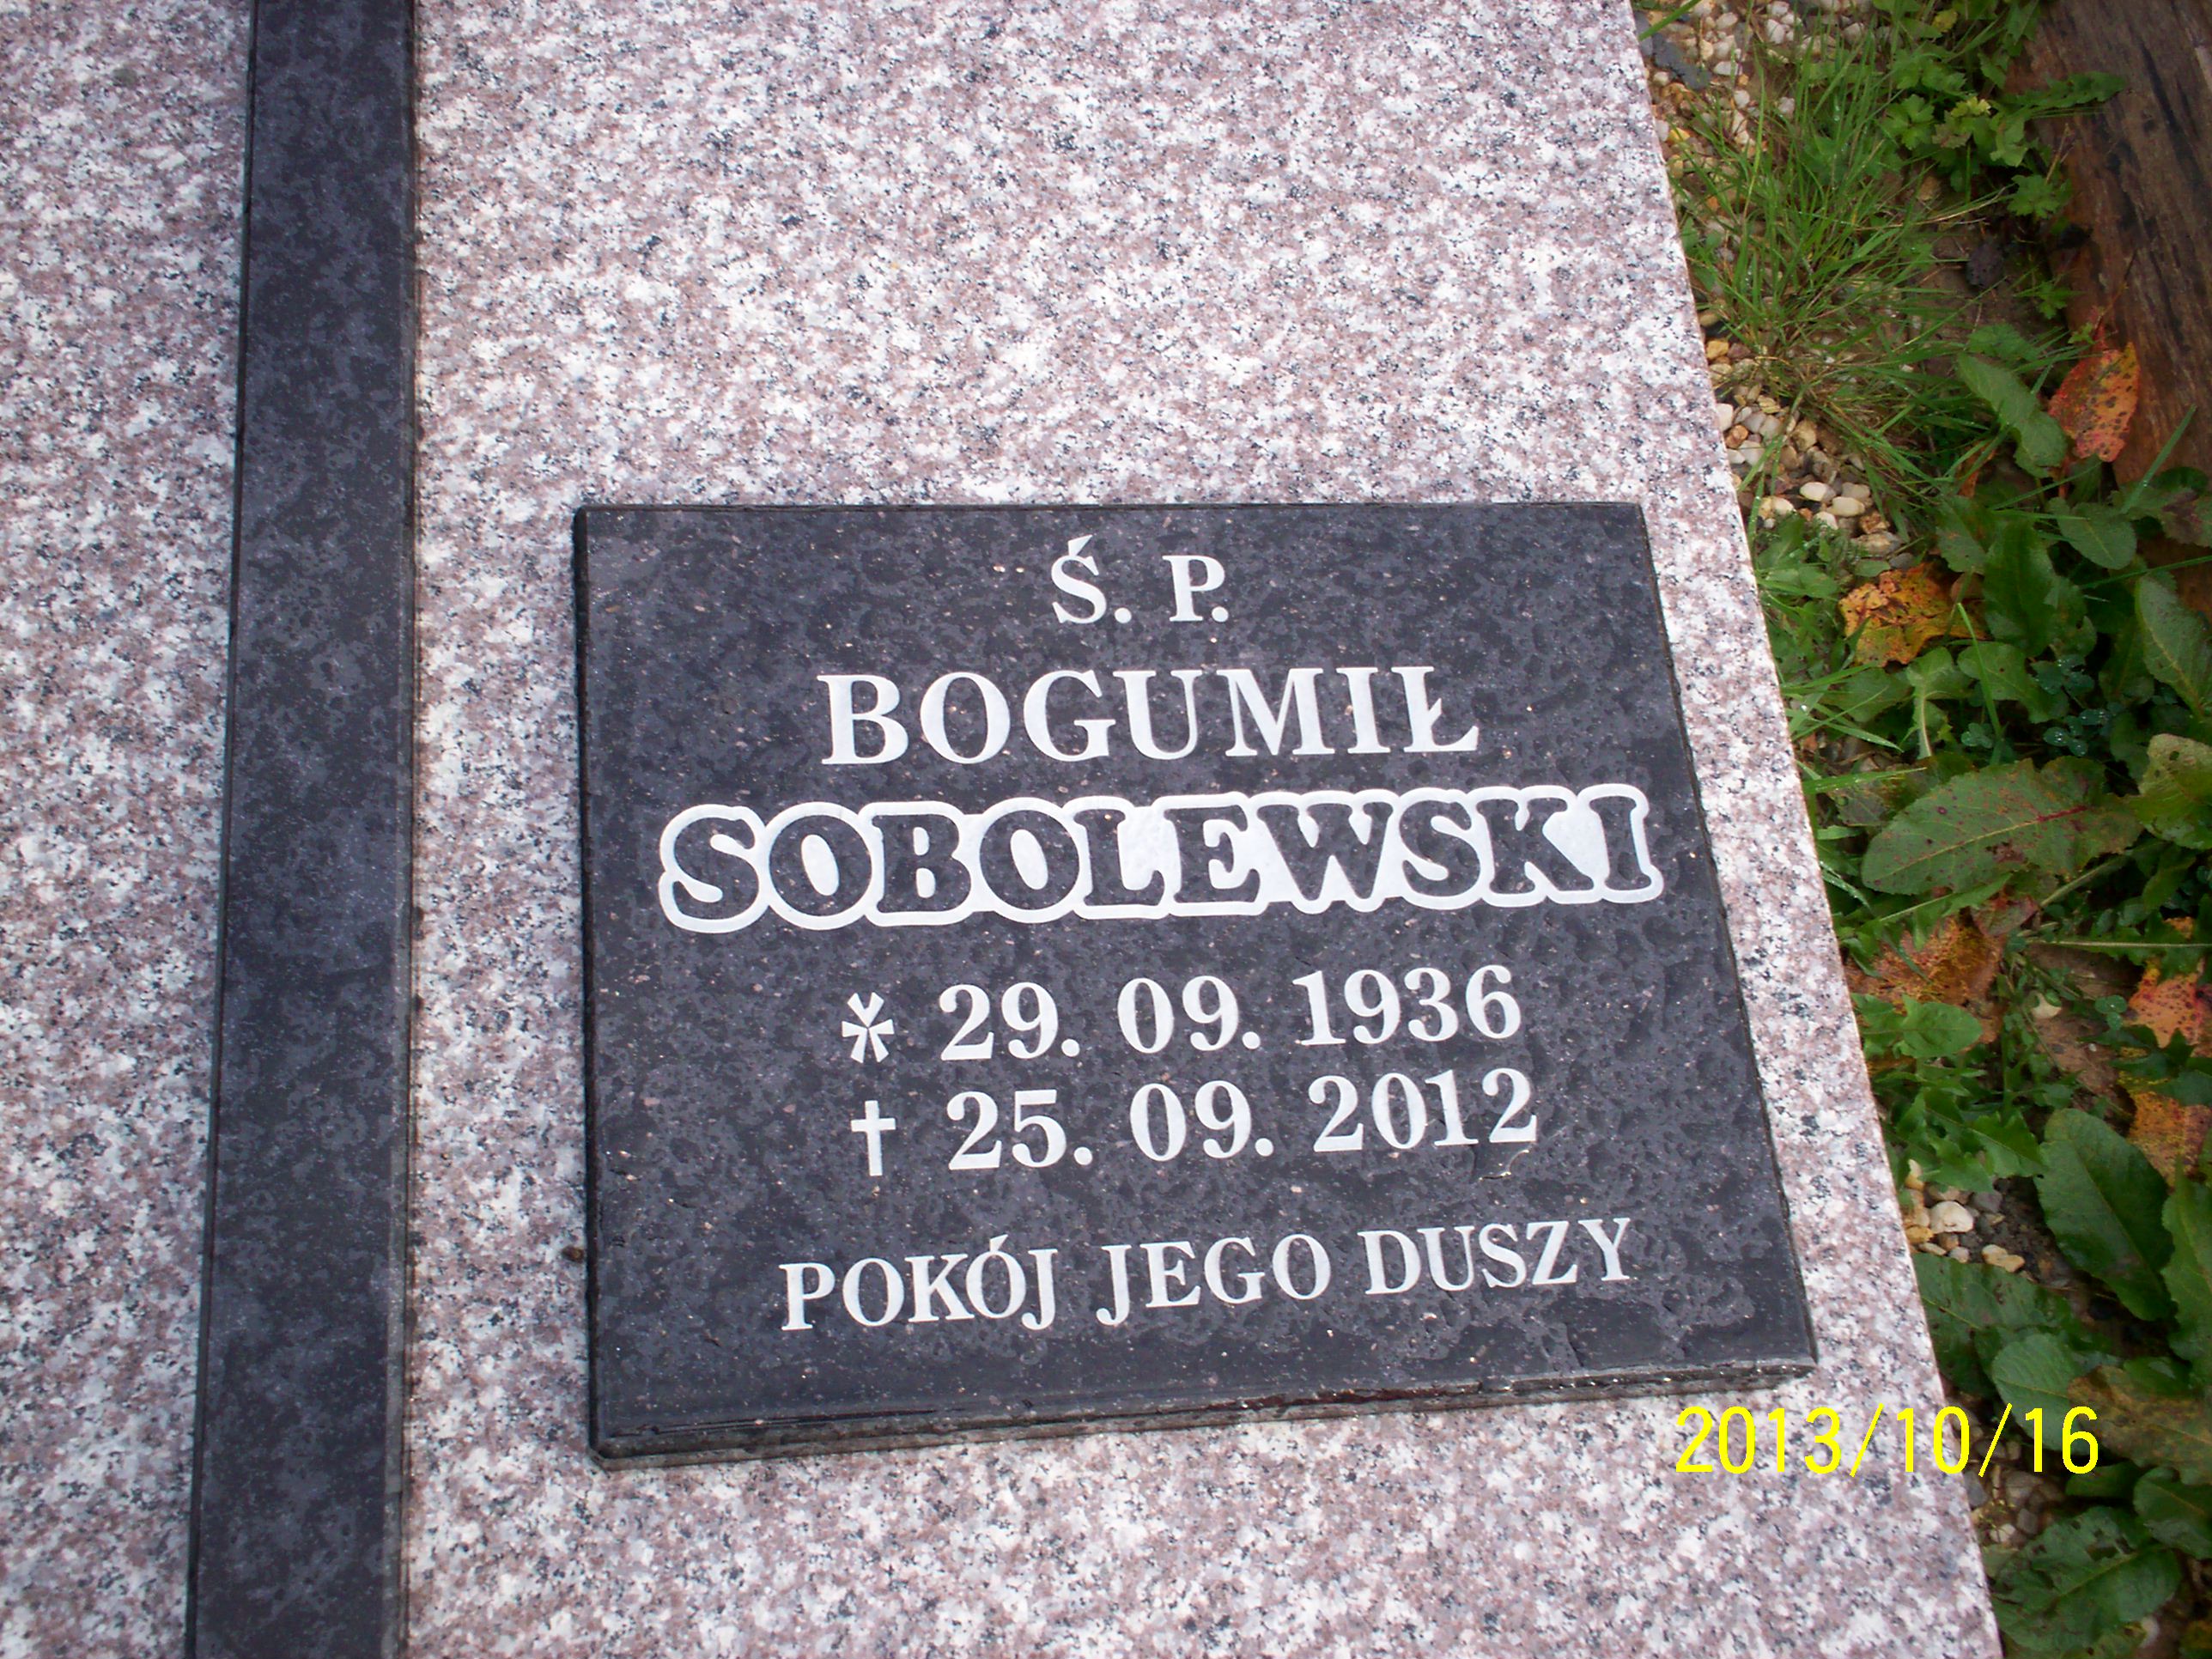 Ś. P.
BOGUMIŁ
SOBOLEWSKI
* 29. 09. 1936
† 25. 09. 2012
POKÓJ JEGO DUSZY
2013/10/16